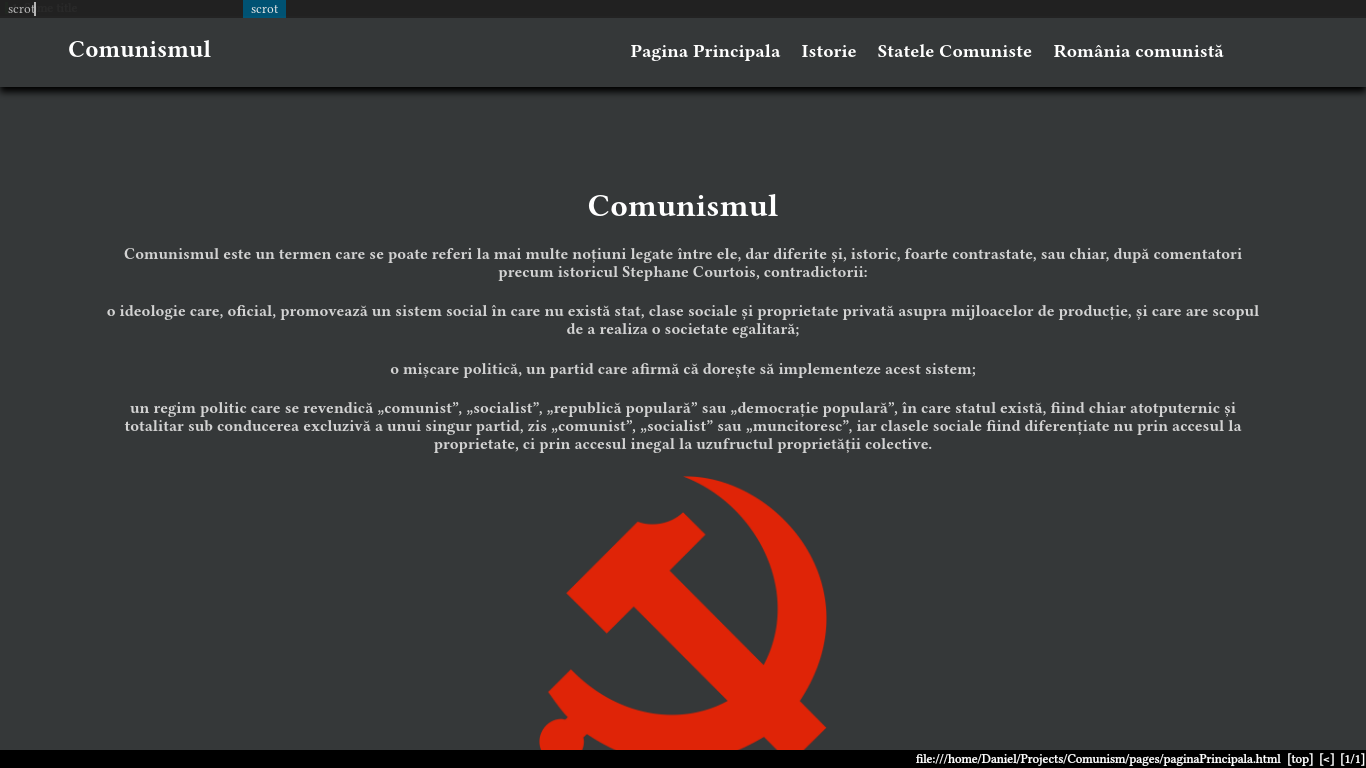 scrot scrot
Comunismul
Pagina Principala Istorie Statele Comuniste România comunistă
Comunismul
Comunismul este un termen care se poate referi la mai multe noțiuni legate între ele, dar diferite și, istoric, foarte contrastate, sau chiar, după comentatori
precum istoricul Stephane Courtois, contradictorii:
o ideologie care, oficial, promovează un sistem social în care nu există stat, clase sociale și proprietate privată asupra mijloacelor de producție, și care are scopul
de a realiza o societate egalitară;
o mișcare politică, un partid care afirmă că dorește să implementeze acest sistem;
un regim politic care se revendică „comunist”, „socialist”, „republică populară” sau „democrație populară”, în care statul există, fiind chiar atotputernic și
totalitar sub conducerea excluzivă a unui singur partid, zis „comunist”, „socialist” sau „muncitoresc”, iar clasele sociale fiind diferențiate nu prin accesul la
proprietate, ci prin accesul inegal la uzufructul proprietății colective.
file:///home/Daniel/Projects/Comunism/pages/paginaPrincipala.html [top] [<] [1/1]